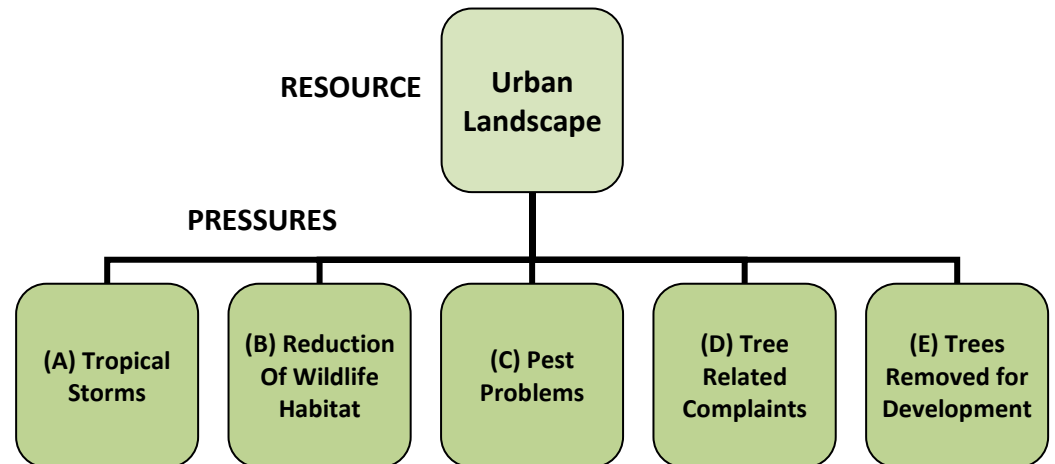 RESOURCE
Urban
Landscape
PRESSURES
(A) Tropical
Storms
(B) Reduction
Of Wildlife
Habitat
(C) Pest
Problems
(D) Tree
Related
Complaints
(E) Trees
Removed for
Development